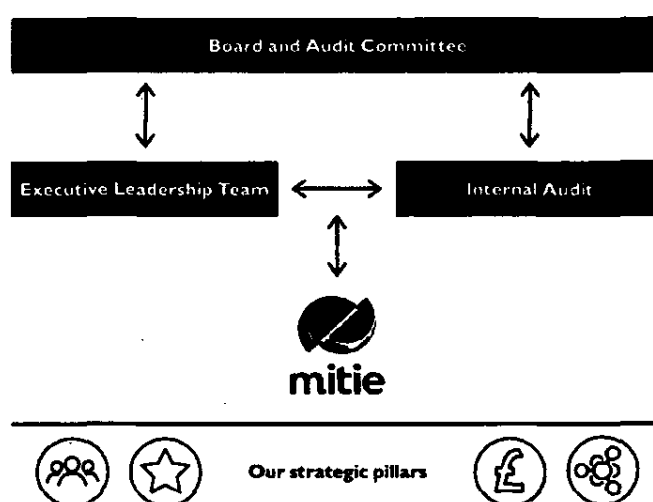 Board and Audit Committee
Executive Leadership Team
Internal Audit
mitie
Our strategic pillars
£